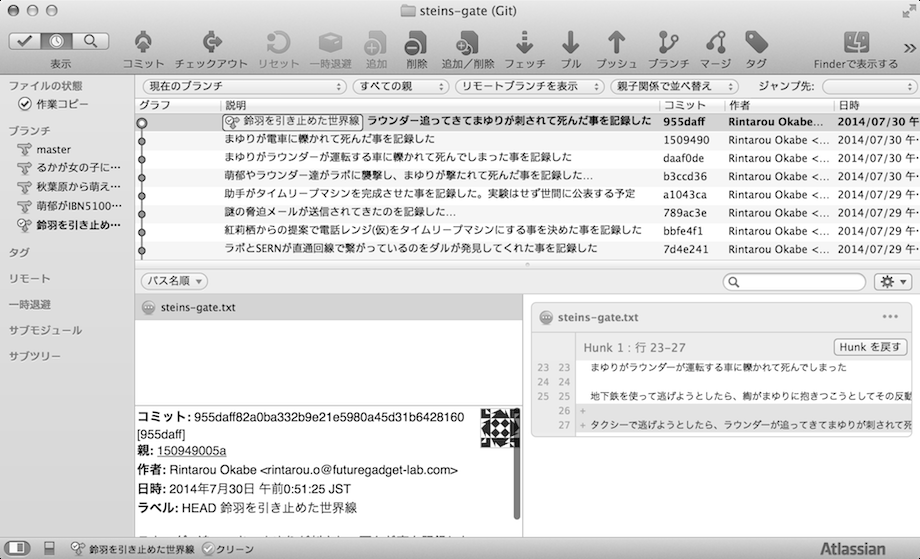 steins-gate (Git)
表示
コミット
チェックアウト
リセット
一時退避
追加
削除
追加/削除
フェッチ
プル
プッシュ
ブランチ
マージ
タグ
Finderで表示する
ファイルの状態
作業コピー
ブランチ
master
るかが女の子に…
秋葉原から萌え…
萌郁がIBN5100…
鈴羽を引き止め…
タグ
リモート
一時退避
サブモジュール
サブツリー
現在のブランチ
すべての親
リモートブランチを表示
親子関係で並べ替え
ジャンプ先:
グラフ 説明 コミット 作者 日時
鈴羽を引き止めた世界線 ラウンダー追ってきてまゆりが刺されて死んだ事を記録した 955daff Rintarou Okabe... 2014/07/30 午
まゆりが電車に轢かれて死んだ事を記録した 1509490 Rintarou Okabe <... 2014/07/30 午
まゆりがラウンダーが運転する車に轢かれて死んでしまった事を記録した daaf0de Rintarou Okabe <... 2014/07/30 午
萌郁やラウンダー達がラボに襲撃し、まゆりが撃たれて死んだ事を記録した… b3ccd36 Rintarou Okabe <... 2014/07/30 午
助手がタイムリープマシンを完成させた事を記録した。実験はせず世間に公表する予定 a1043ca Rintarou Okabe <... 2014/07/29 午
謎の脅迫メールが送信されてきたのを記録した… 789ac3e Rintarou Okabe <... 2014/07/29 午
紅莉栖からの提案で電話レンジ(仮)をタイムリープマシンにする事を決めた事を記録した bbfe4f1 Rintarou Okabe <... 2014/07/29 午
ラボとSERNが直通回線で繋がっているのをダルが発見してくれた事を記録した 7d4e241 Rintarou Okabe <... 2014/07/29 午
パス名順
steins-gate.txt
コミット: 955daff82a0ba332b9e21e5980a45d31b6428160
[955daff]
親: 150949005a
作者: Rintarou Okabe <rintarou.o@futuregadget-lab.com>
日時: 2014年7月30日 午前0:51:25 JST
ラベル: HEAD 鈴羽を引き止めた世界線
steins-gate.txt
Hunk 1 : 行 23-27
Hunk を戻す
23 23 まゆりがラウンダーが運転する車に轢かれて死んでしまった
24 24
25 25 地下鉄を使って逃げようとしたら、綯がまゆりに抱きつこうとしてその反動
26 +
27 + タクシーで逃げようとしたら、ラウンダーが追ってきてまゆりが刺されて死
鈴羽を引き止めた世界線 クリーン
Atlassian